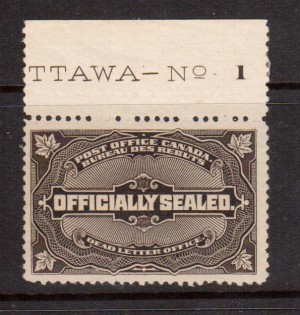 TTAWA – No. 1
POST OFFICE CANADA.
BUREAU DES REBUTS
OFFICIALLY SEALED.
DEAD LETTER OFFICE